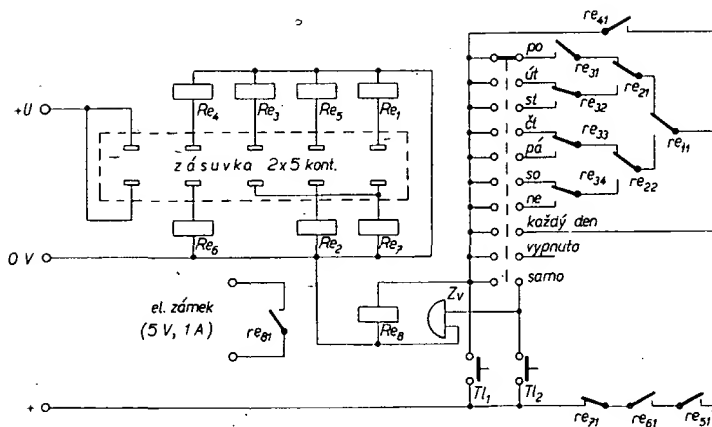 re41
po
re31
út
re21
st
re32
+U
Re4
Re3
Re5
Re1
čt
re33
re11
zásuvka 2x5 kont.
pá
so
re34
re22
ne
každý den
Re6
Re2
Re7
0 V
vypnuto
samo
el. zámek
(5 V, 1 A)
re81
Re8
Zv
Tl1
Tl2
+
re71
re61
re51